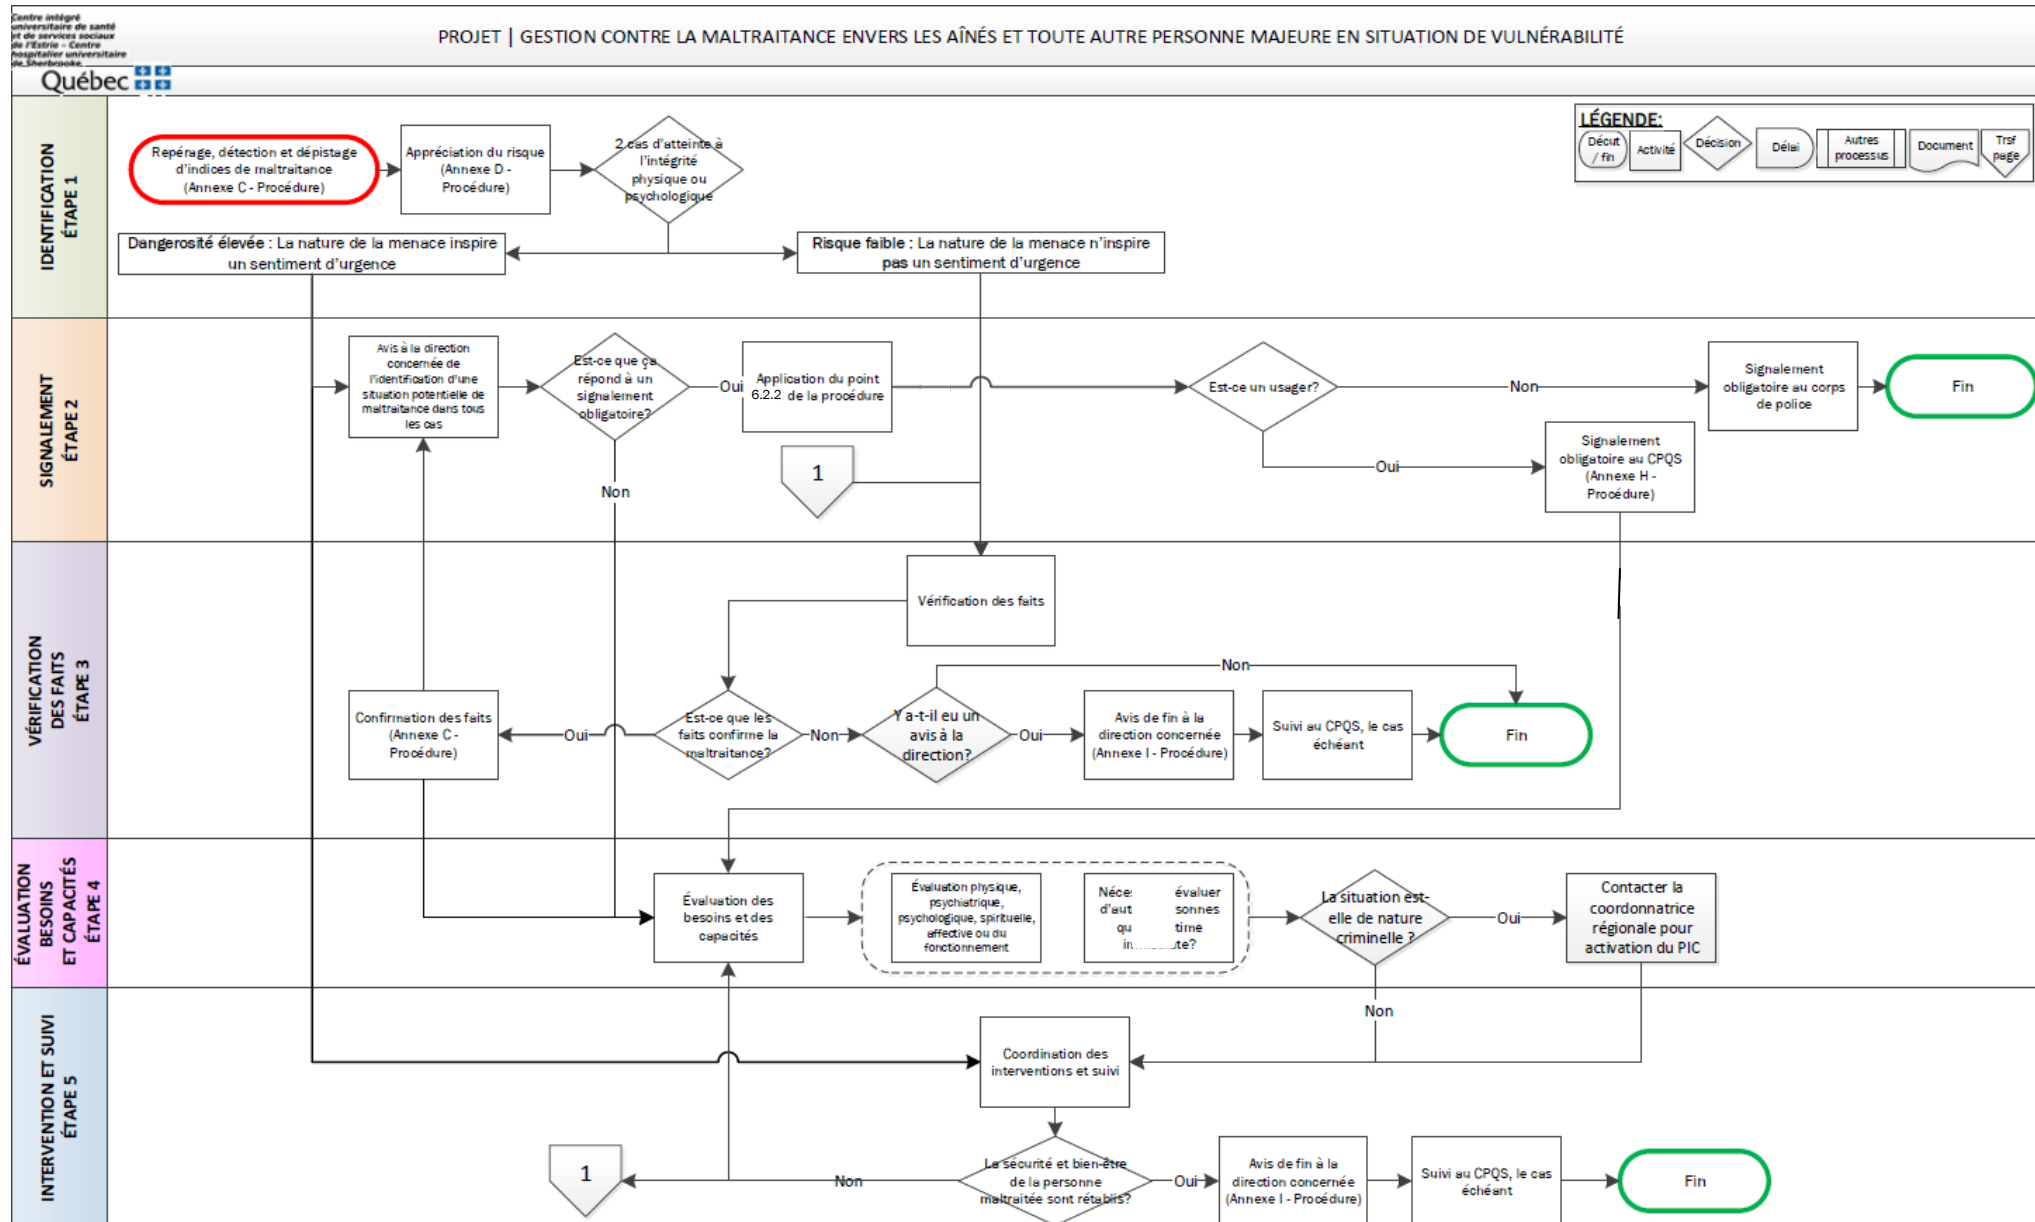 Centre intégré
universitaire de santé
et de services sociaux
de l'Estrie – Centre
hospitalier universitaire
de Sherbrooke
Québec
PROJET | GESTION CONTRE LA MALTRAITANCE ENVERS LES AÎNÉS ET TOUTE AUTRE PERSONNE MAJEURE EN SITUATION DE VULNÉRABILITÉ
IDENTIFICATION
ÉTAPE 1
Repérage, détection et dépistage
d'indices de maltraitance
(Annexe C - Procédure)
Appréciation du risque
(Annexe D -
Procédure)
2 cas d'atteinte à
l'intégrité
physique ou
psychologique
LÉGENDE:
Décut
/ fin
Activité
Décision
Délai
Autres
processus
Document
Trsf
page
Dangerosité élevée : La nature de la menace inspire
un sentiment d'urgence
Risque faible : La nature de la menace n'inspire
pas un sentiment d'urgence
SIGNALEMENT
ÉTAPE 2
Avis à la direction
concernée de
l'identification d'une
situation potentielle de
maltraitance dans tous
les cas
Est-ce que ça
répond à un
signalement
obligatoire?
Oui
Non
Application du point
6.2.2 de la procédure
1
Est-ce un usager?
Non
Oui
Signalement
obligatoire au corps
de police
Fin
Signalement
obligatoire au CPQS
(Annexe H -
Procédure)
VÉRIFICATION
DES FAITS
ÉTAPE 3
Vérification des faits
Confirmation des faits
(Annexe C -
Procédure)
Oui
Est-ce que les
faits confirme la
maltraitance?
Non
Y a-t-il eu un
avis à la
direction?
Non
Oui
Avis de fin à la
direction concernée
(Annexe I - Procédure)
Suivi au CPQS, le cas
échéant
Fin
ÉVALUATION
BESOINS
ET CAPACITÉS
ÉTAPE 4
Évaluation des
besoins et des
capacités
Évaluation physique,
psychiatrique,
psychologique, spirituelle,
affective ou du
fonctionnement
évaluer
La situation est-
elle de nature
criminelle ?
Oui
Non
Contacter la
coordonnatrice
régionale pour
activation du PIC
INTERVENTION ET SUIVI
ÉTAPE 5
Coordination des
interventions et suivi
1
Non
La sécurité et bien-être
de la personne
maltraitée sont rétablis?
Oui
Avis de fin à la
direction concernée
(Annexe I - Procédure)
Suivi au CPQS, le cas
échéant
Fin